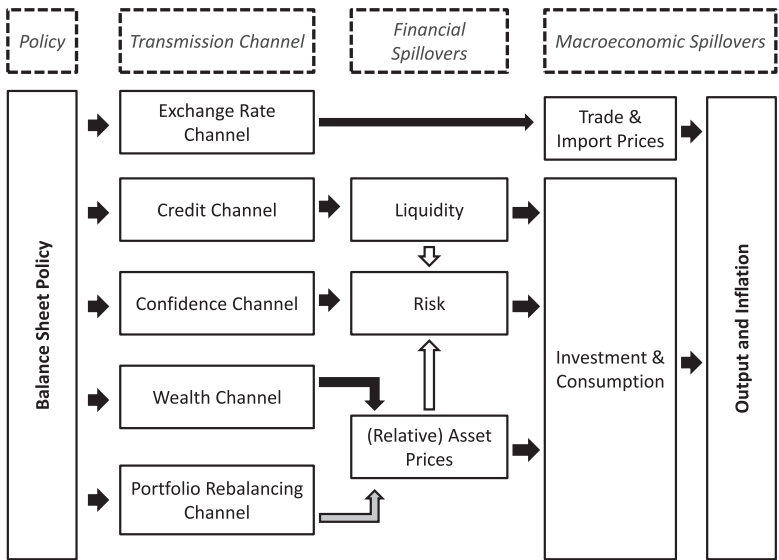 Policy
Transmission Channel
Financial
Spillovers
Macroeconomic Spillovers
Balance Sheet Policy
Exchange Rate
Channel
Trade &
Import Prices
Credit Channel
Liquidity
Confidence Channel
Risk
Wealth Channel
(Relative) Asset
Prices
Portfolio Rebalancing
Channel
Investment &
Consumption
Output and Inflation